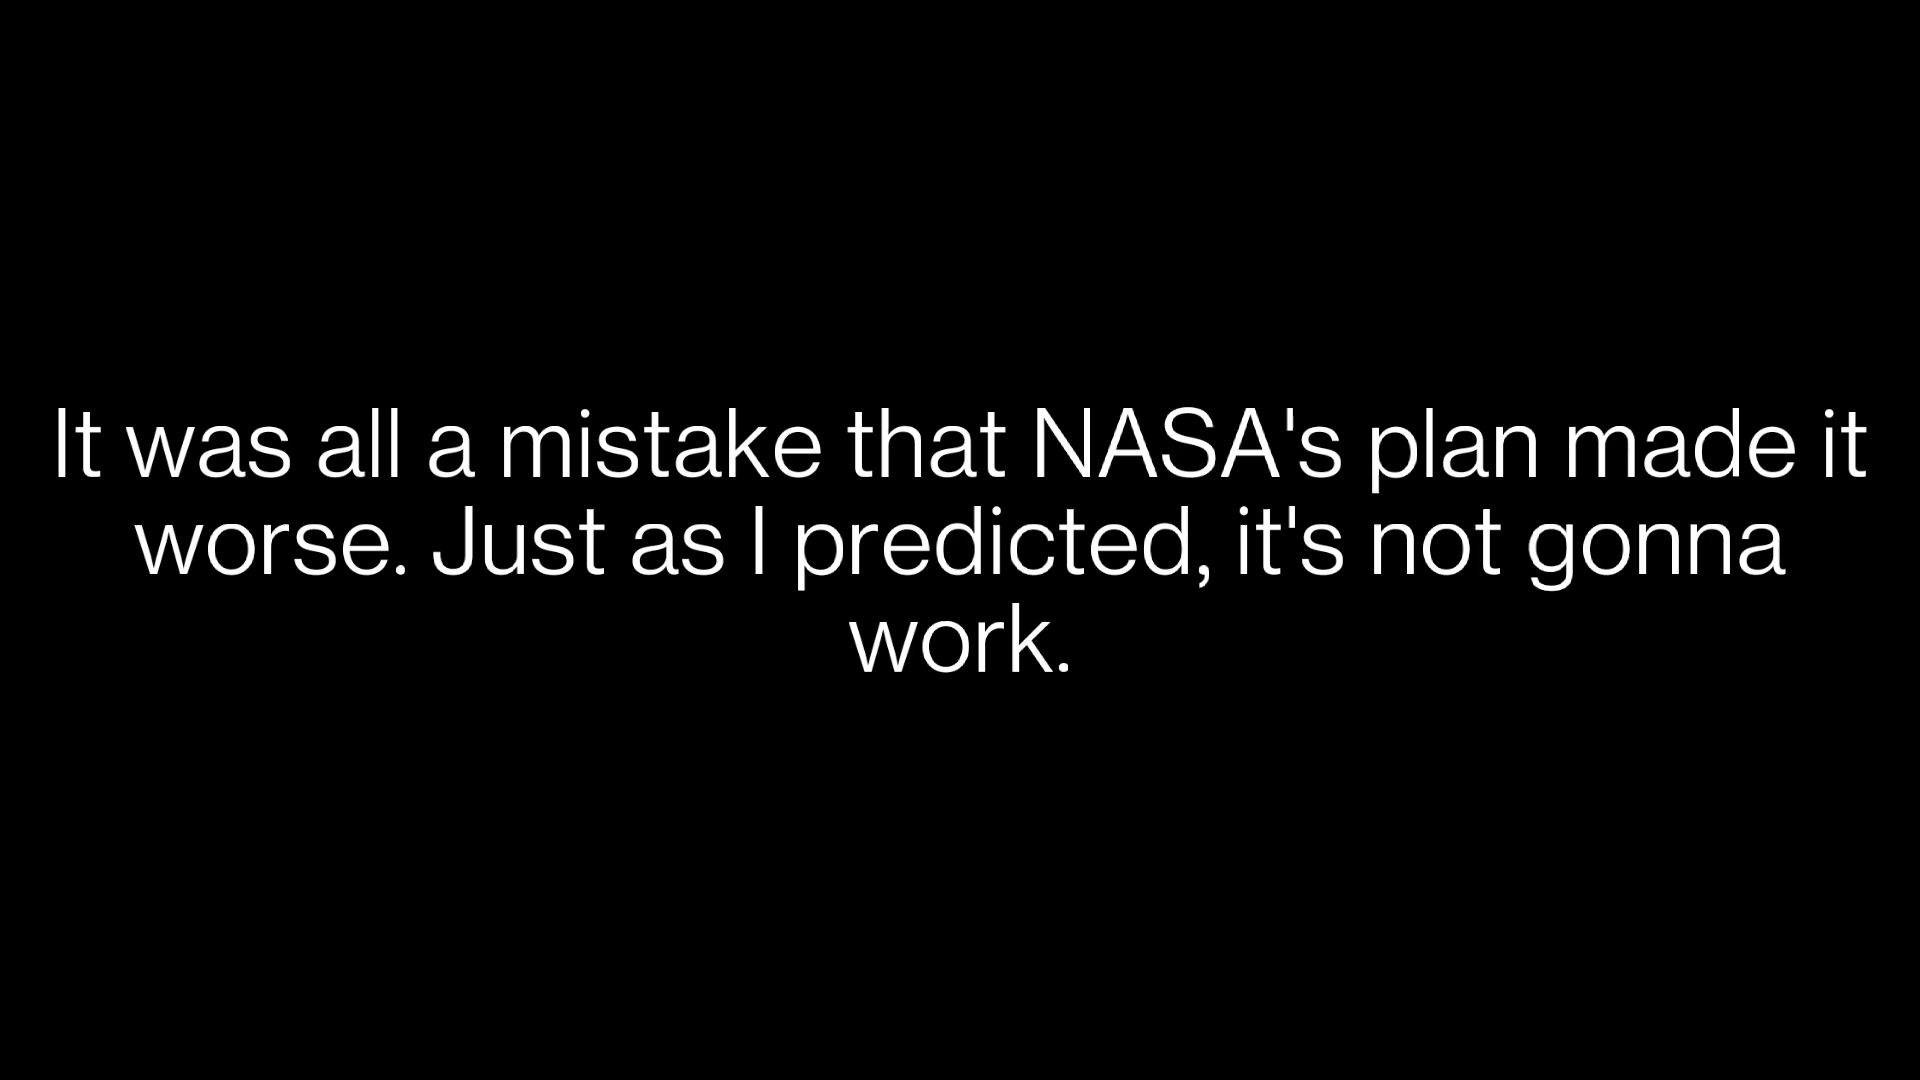 It was all a mistake that NASA's plan made it
worse. Just as I predicted, it's not gonna
work.